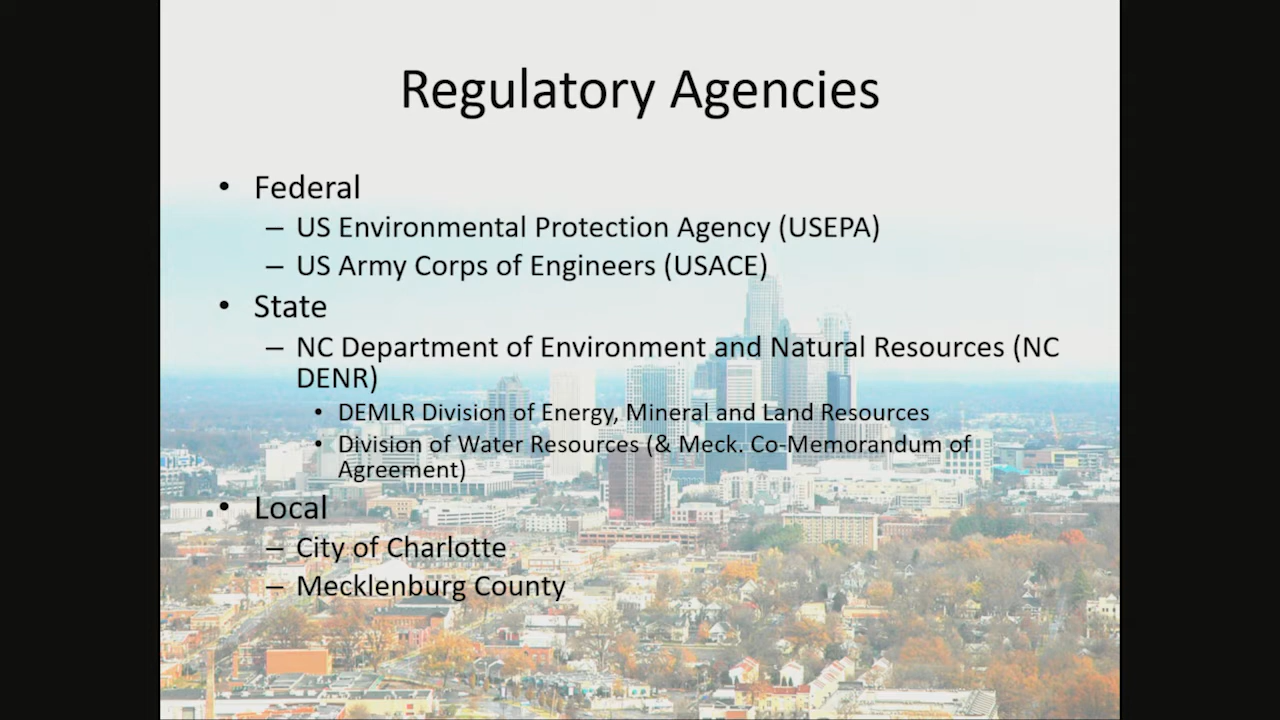 Regulatory Agencies
• Federal
– US Environmental Protection Agency (USEPA)
– US Army Corps of Engineers (USACE)
• State
– NC Department of Environment and Natural Resources (NC
DENR)
• DEMLR Division of Energy, Mineral and Land Resources
• Division of Water Resources (& Meck. Co-Memorandum of
Agreement)
• Local
– City of Charlotte
– Mecklenburg County